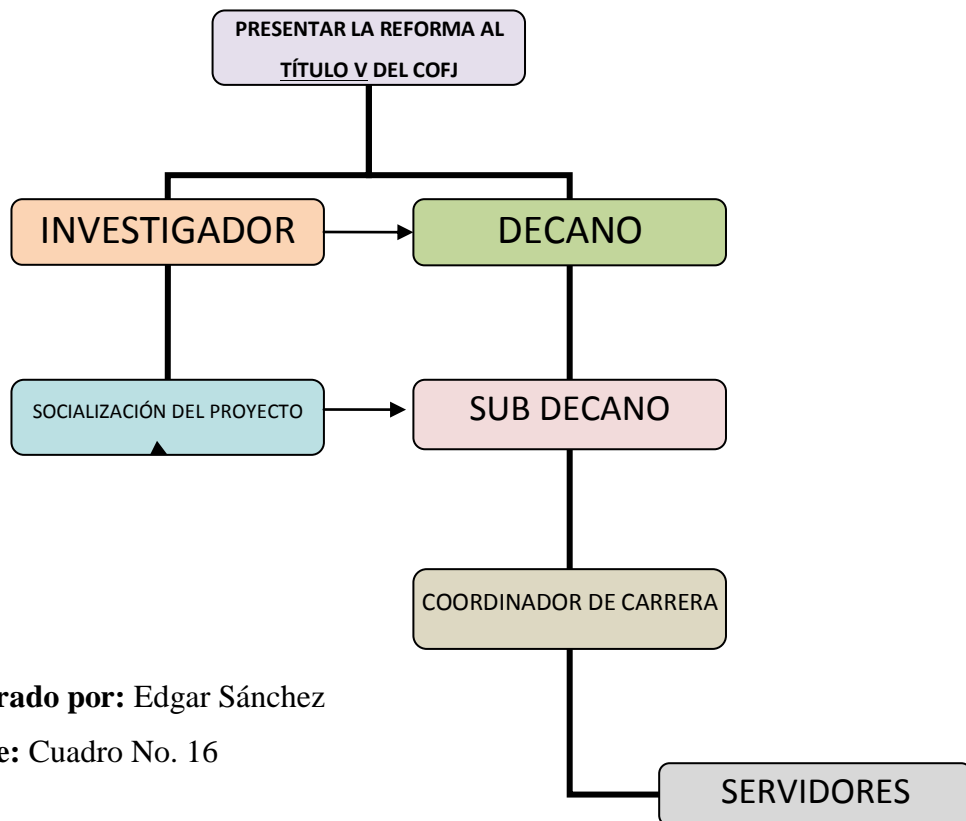 PRESENTAR LA REFORMA AL
TÍTULO V DEL COFJ
INVESTIGADOR
DECANO
SOCIALIZACIÓN DEL PROYECTO
SUB DECANO
COORDINADOR DE CARRERA
rado por: Edgar Sánchez
e: Cuadro No. 16
SERVIDORES